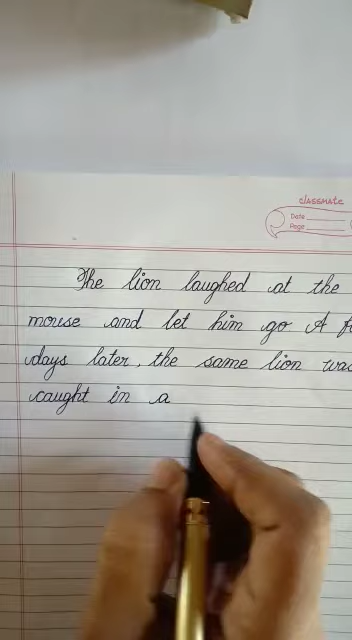 classmate
Date
Page
The lion laughed at the
mouse and let him go A
days later, the same lion was
caught in a